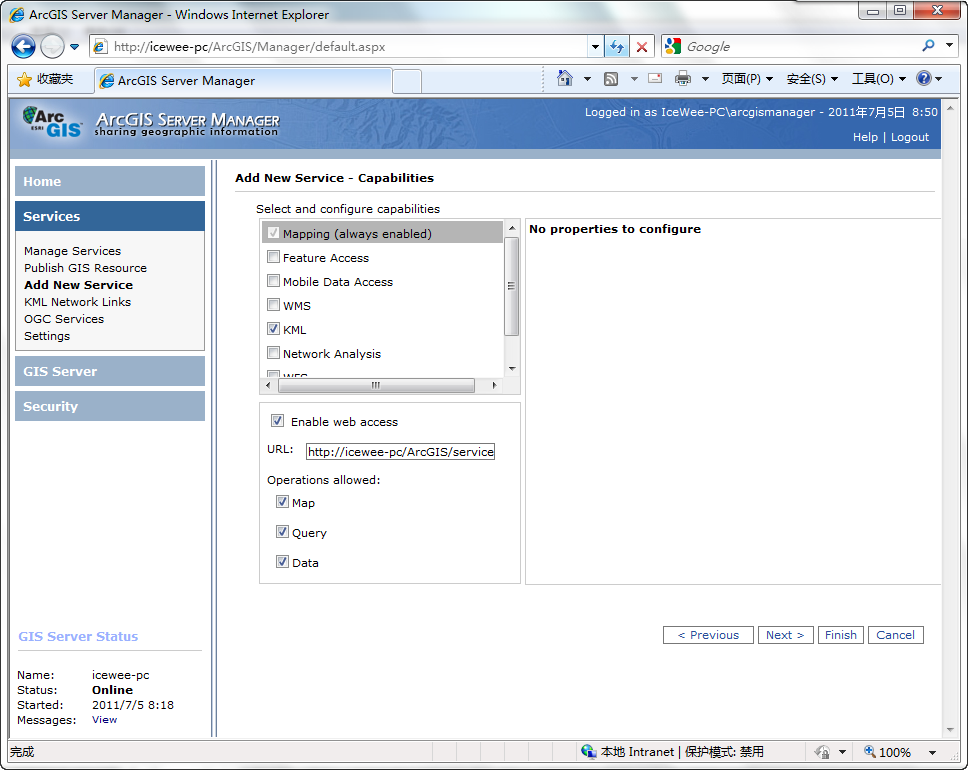 ArcGIS Server Manager - Windows Internet Explorer
http://icewee-pc/ArcGIS/Manager/default.aspx
Google
收藏夹
ArcGIS Server Manager
页面(P)
安全(S)
工具(O)
Arc
ESRI GIS
ArcGIS Server Manager
sharing geographic information
Logged in as IceWee-PC\arcgismanager - 2011年7月5日 8:50
Help | Logout
Home
Services
Manage Services
Publish GIS Resource
Add New Service
KML Network Links
OGC Services
Settings
GIS Server
Security
Add New Service - Capabilities
Select and configure capabilities
Mapping (always enabled)
Feature Access
Mobile Data Access
WMS
KML
Network Analysis
WFS
No properties to configure
Enable web access
URL: http://icewee-pc/ArcGIS/service
Operations allowed:
Map
Query
Data
< Previous
Next >
Finish
Cancel
GIS Server Status
Name: icewee-pc
Status: Online
Started: 2011/7/5 8:18
Messages: View
完成
本地 Intranet | 保护模式: 禁用
100%